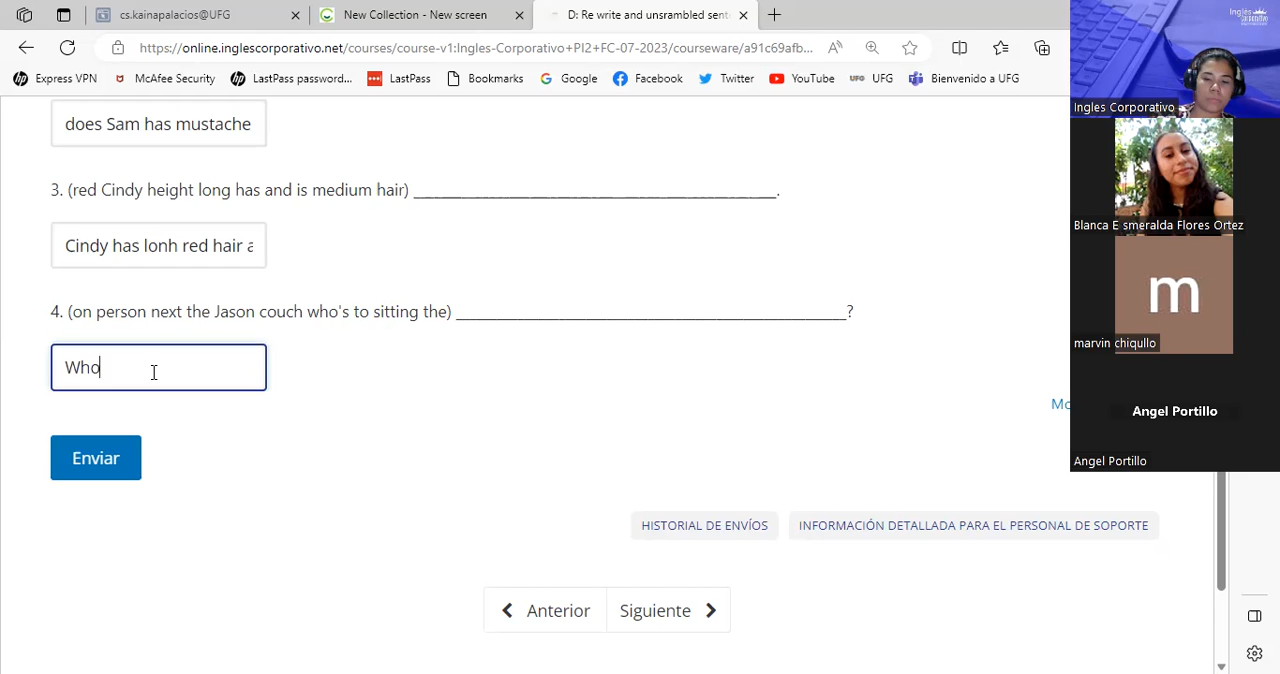 cs.kainapalacios@UFG
New Collection - New screen
D: Re write and unsrambled sent
https://online.inglescorporativo.net/courses/course-v1:Ingles-Corporativo+PI2+FC-07-2023/courseware/a91c69afb...
Express VPN
McAfee Security
LastPass password...
LastPass
Bookmarks
Google
Facebook
Twitter
YouTube
UFG
Bienvenido a UFG
does Sam has mustache
3. (red Cindy height long has and is medium hair) ____________________.
Cindy has lonh red hair a
4. (on person next the Jason couch who's to sitting the) ____________________?
Who
Mo
Enviar
HISTORIAL DE ENVÍOS
INFORMACIÓN DETALLADA PARA EL PERSONAL DE SOPORTE
Anterior
Siguiente
Inglés
Corporativo
Ingles Corporativo
Blanca E smeralda Flores Ortez
m
marvin chiqullo
Angel Portillo
Angel Portillo